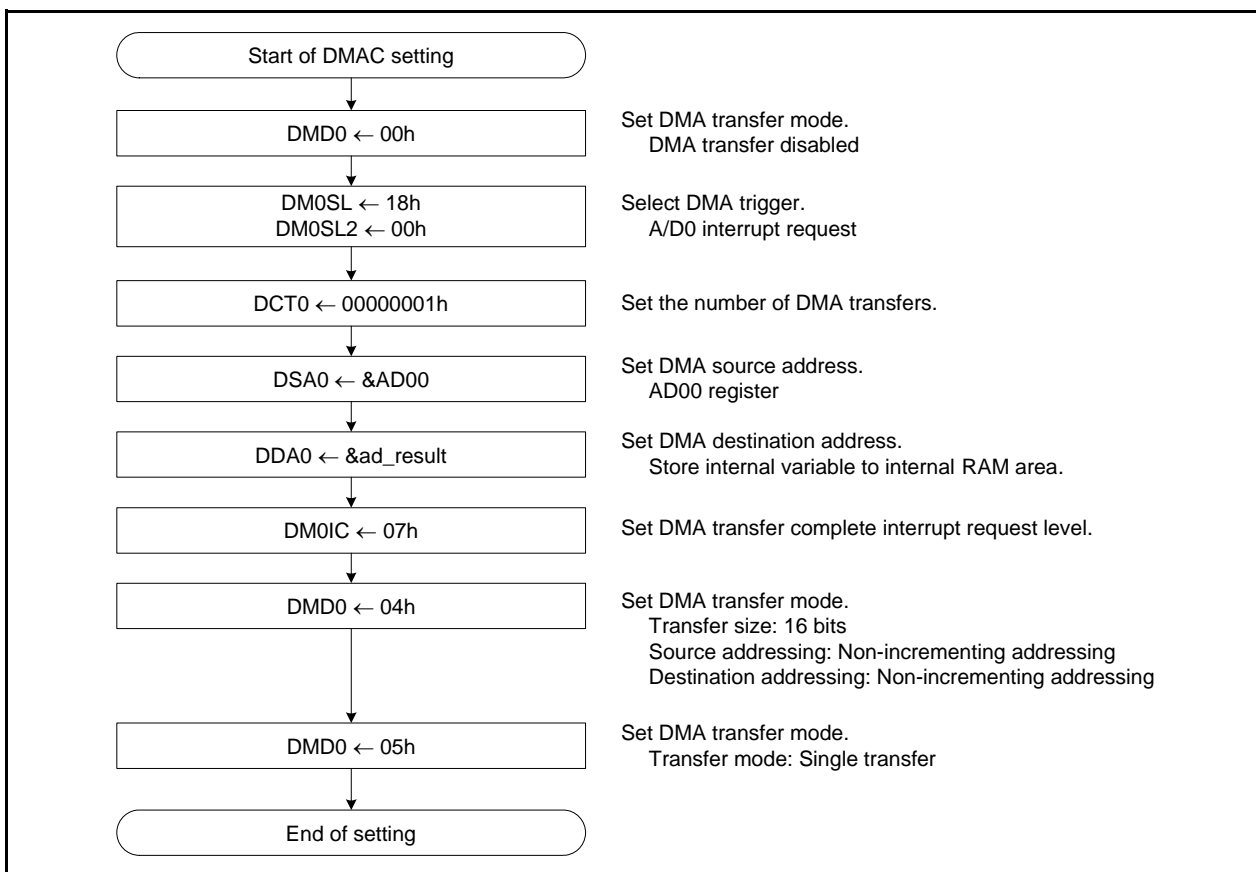 Start of DMAC setting
DMD0 ← 00h
Set DMA transfer mode.
DMA transfer disabled
DM0SL ← 18h
DM0SL2 ← 00h
Select DMA trigger.
A/D0 interrupt request
DCT0 ← 00000001h
Set the number of DMA transfers.
DSA0 ← &AD00
Set DMA source address.
AD00 register
DDA0 ← &ad_result
Set DMA destination address.
Store internal variable to internal RAM area.
DM0IC ← 07h
Set DMA transfer complete interrupt request level.
DMD0 ← 04h
Set DMA transfer mode.
Transfer size: 16 bits
Source addressing: Non-incrementing addressing
Destination addressing: Non-incrementing addressing
DMD0 ← 05h
Set DMA transfer mode.
Transfer mode: Single transfer
End of setting